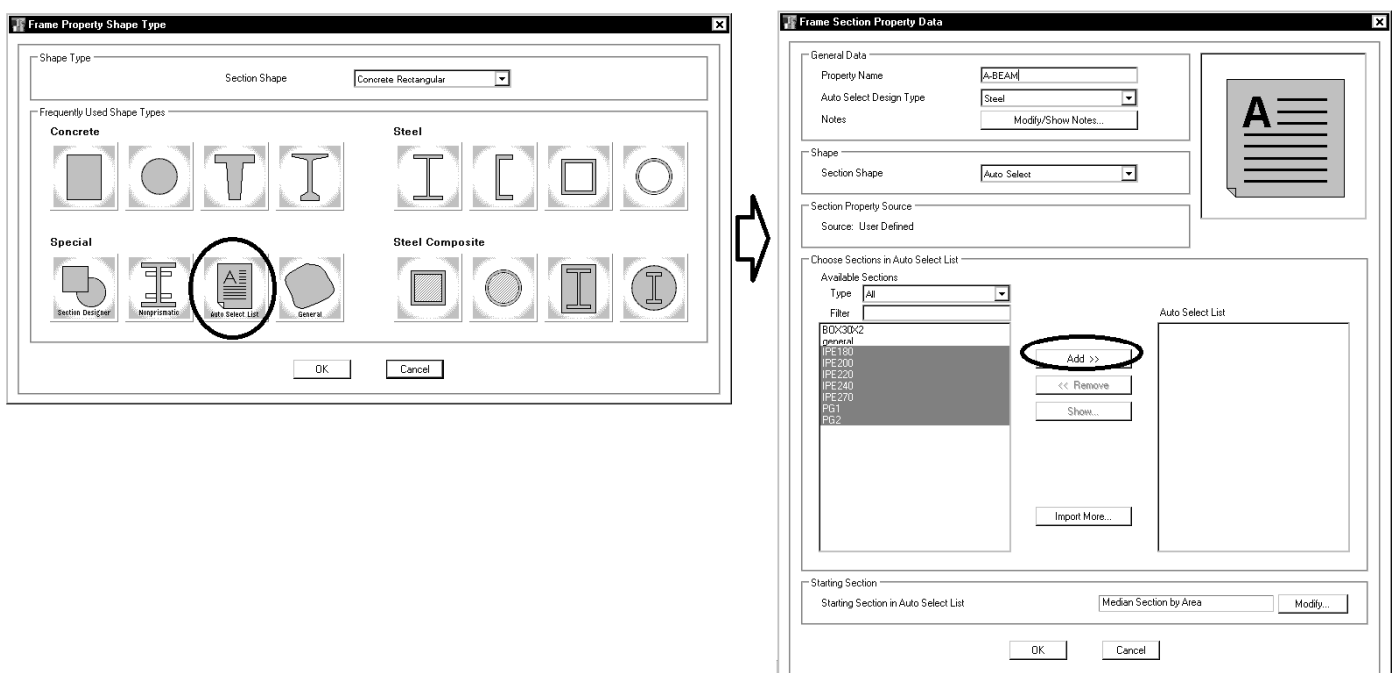 Frame Property Shape Type
Shape Type
Section Shape
Concrete Rectangular
Frequently Used Shape Types
Concrete
Steel
Special
Steel Composite
Section Designer
Nonprismatic
A
Auto Select List
General
OK
Cancel
Frame Section Property Data
General Data
Property Name
A-BEAM
Auto Select Design Type
Steel
Notes
Modify/Show Notes...
A
Shape
Section Shape
Auto Select
Section Property Source
Source: User Defined
Choose Sections in Auto Select List
Available Sections
Type
All
Filter
Auto Select List
BOX30X2
general
IPE180
IPE200
IPE220
IPE240
IPE270
PG1
PG2
Add >>
<< Remove
Show...
Import More...
Starting Section
Starting Section in Auto Select List
Median Section by Area
Modify...
OK
Cancel